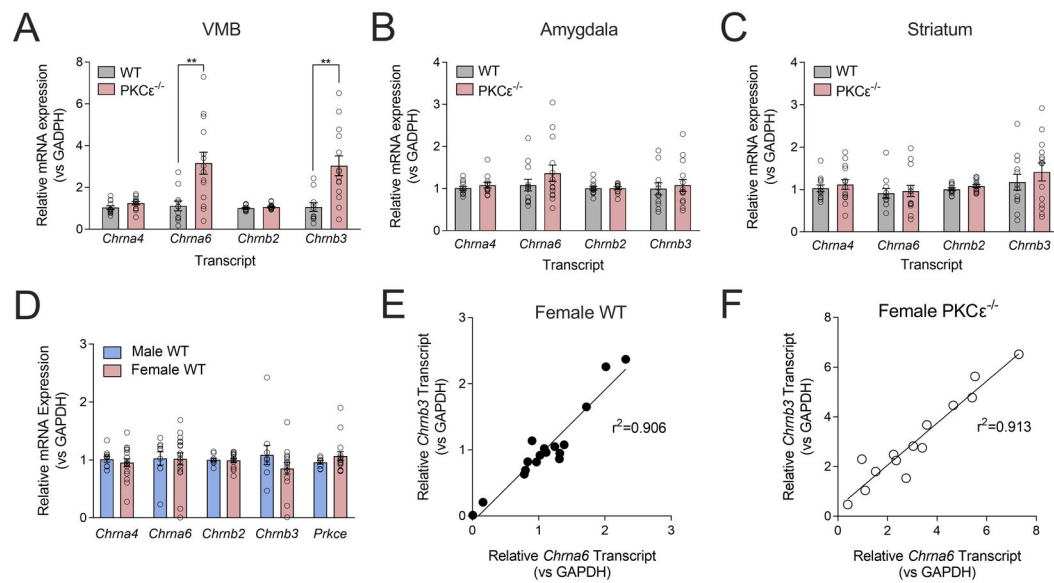 A
VMB
Relative mRNA expression
(vs GADPH)
8
6
4
2
0
WT
PKCε-/-
**
**
Chrna4 Chrna6 Chrnb2 Chrnb3
Transcript
B
Amygdala
Relative mRNA expression
(vs GADPH)
4
3
2
1
0
WT
PKCε-/-
Chrna4 Chrna6 Chrnb2 Chrnb3
Transcript
C
Striatum
Relative mRNA expression
(vs GADPH)
4
3
2
1
0
WT
PKCε-/-
Chrna4 Chrna6 Chrnb2 Chrnb3
Transcript
D
Relative mRNA Expression
(vs GAPDH)
3
2
1
0
Male WT
Female WT
Chrna4 Chrna6 Chrnb2 Chrnb3 Prkce
E
Female WT
Relative Chrnb3 Transcript
(vs GAPDH)
3
2
1
0
r2=0.906
0 1 2 3
Relative Chrna6 Transcript
(vs GAPDH)
F
Female PKCε-/-
Relative Chrnb3 Transcript
(vs GAPDH)
8
6
4
2
0
r2=0.913
0 2 4 6 8
Relative Chrna6 Transcript
(vs GAPDH)